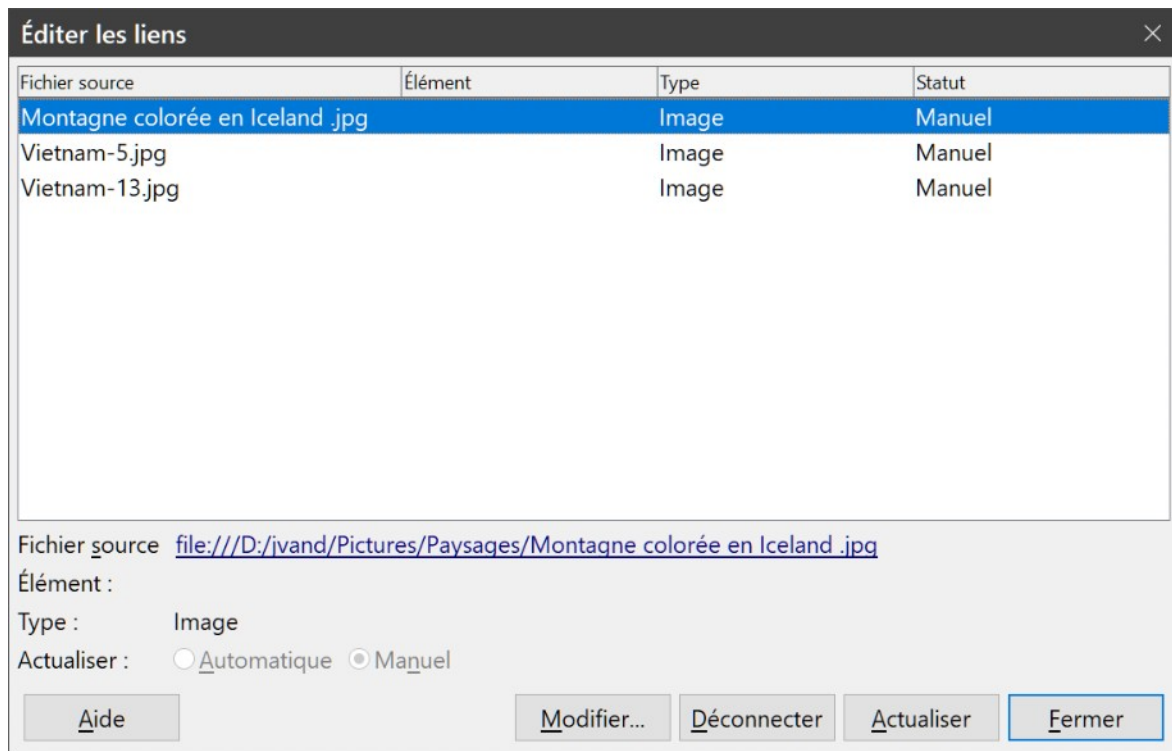 Éditer les liens
Fichier source Élément Type Statut
Montagne colorée en Iceland .jpg Image Manuel
Vietnam-5.jpg Image Manuel
Vietnam-13.jpg Image Manuel
Fichier source file:///D:/jvand/Pictures/Paysages/Montagne colorée en Iceland .jpg
Élément :
Type : Image
Actualiser : Automatique Manuel
Aide Modifier... Déconnecter Actualiser Fermer